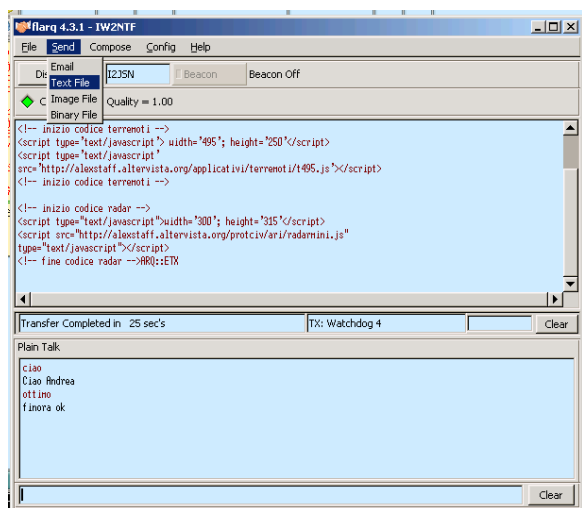 flarq 4.3.1 - IW2NTF
File Send Compose Config Help
Email
Text File
Image File
Binary File
Dis I2JSN Beacon Beacon Off
C Quality = 1.00
<!-- inizio codice terremoti -->
<script type='text/javascript'> width='495'; height='250'</script>
<script type='text/javascript'
src='http://alexstaff.altervista.org/applicativi/terremoti/t495.js'></script>
<!-- inizio codice terremoti -->
<!-- inizio codice radar -->
<script type="text/javascript">width='300'; height='315'</script>
<script src="http://alexstaff.altervista.org/protciv/ari/radarmini.js"
type="text/javascript"></script>
<!-- fine codice radar -->ARQ::ETX
Transfer Completed in 25 sec's TX: Watchdog 4 Clear
Plain Talk
ciao
Ciao Andrea
ottimo
finora ok
Clear